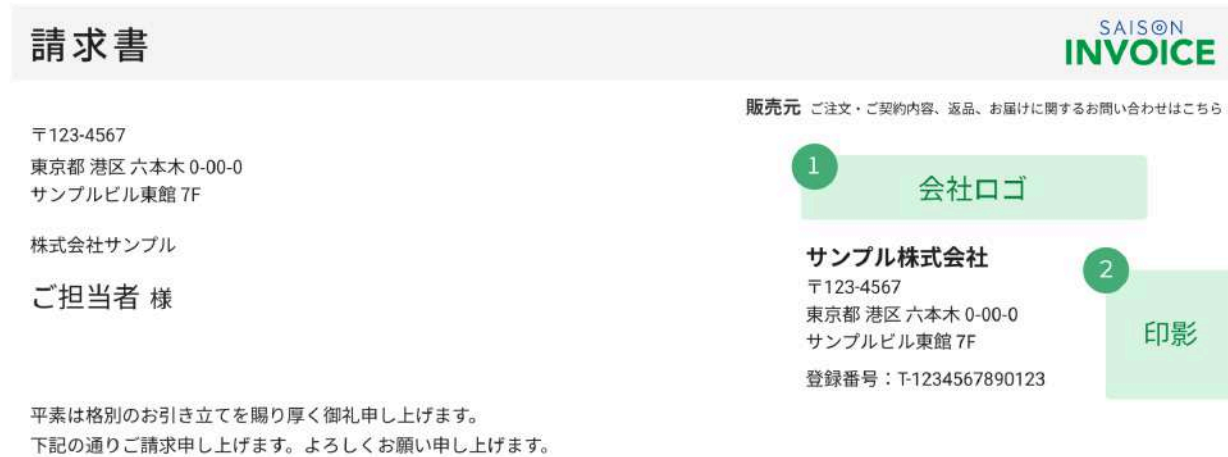 請求書
SAISON
INVOICE
〒123-4567
東京都 港区 六本木 0-00-0
サンプルビル東館 7F
株式会社サンプル
ご担当者 様
販売元 ご注文・ご契約内容、返品、お届けに関するお問い合わせはこちら
1
会社ロゴ
サンプル株式会社
〒123-4567
東京都 港区 六本木 0-00-0
サンプルビル東館 7F
登録番号：T-1234567890123
2
印影
平素は格別のお引き立てを賜り厚く御礼申し上げます。
下記の通りご請求申し上げます。よろしくお願い申し上げます。